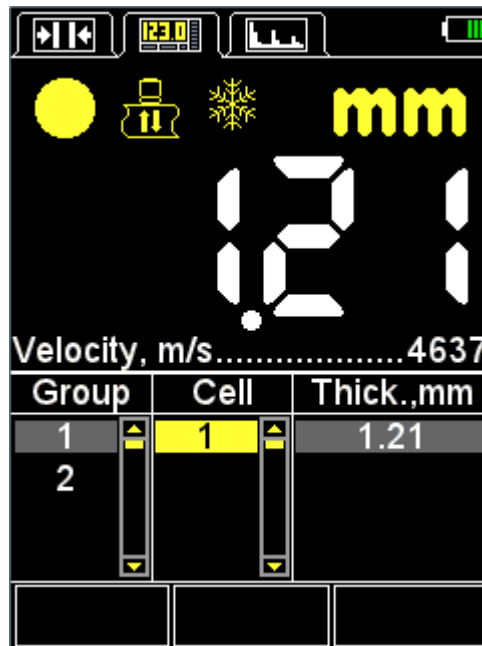 123.0
mm
1.21
Velocity, m/s...................4637
Group Cell Thick.,mm
1 1 1.21
2